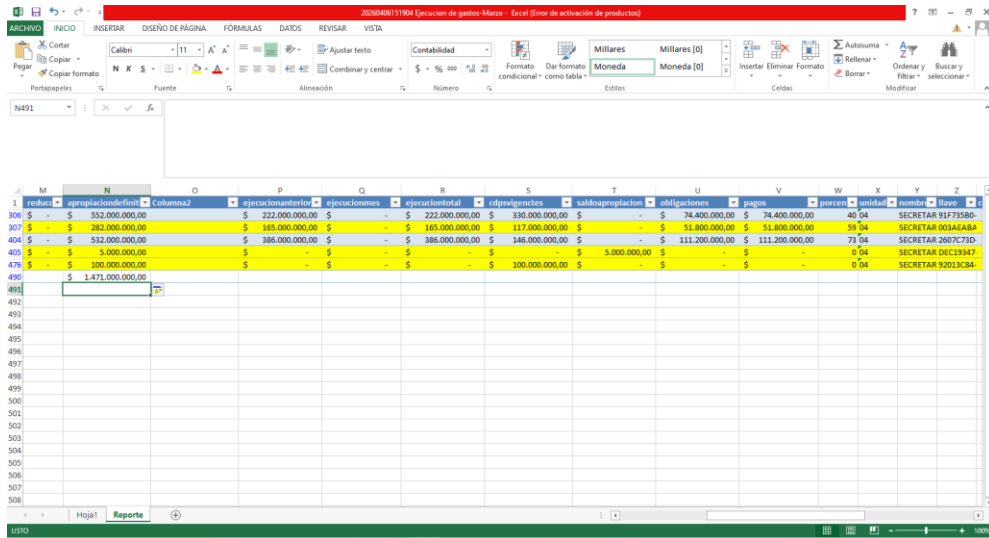 20260406151904 Ejecucion de gastos-Marzo - Excel (Error de activación de productos)
ARCHIVO INICIO INSERTAR DISEÑO DE PÁGINA FÓRMULAS DATOS REVISAR VISTA
Cortar Calibri 11 Ajustar texto Contabilidad Millares Millares [0] Autosuma
Copiar Rellenar
Pegar Copiar formato N K S Combinar y centrar $ % 000 Formato condicional Dar formato como tabla Moneda Moneda [0] Insertar Eliminar Formato Borrar Ordenar y filtrar Buscar y seleccionar
Portapapeles Fuente Alineación Número Estilos Celdas Modificar
N491 fx
M N O P Q R S T U V W X Y Z
1 reducc apropiaciondefinit Columna2 ejecucionanterior ejecucionmes ejecuciontotal cdpsvigenctes saldoapropiacion obligaciones pagos porcen unidad nombre llave c
306 $ - $ 552.000.000,00 $ 222.000.000,00 $ - $ 222.000.000,00 $ 330.000.000,00 $ - $ 74.400.000,00 $ 74.400.000,00 40 04 SECRETAR 91F735B0-
307 $ - $ 282.000.000,00 $ 165.000.000,00 $ - $ 165.000.000,00 $ 117.000.000,00 $ - $ 51.800.000,00 $ 51.800.000,00 59 04 SECRETAR 003AEABA
404 $ - $ 532.000.000,00 $ 386.000.000,00 $ - $ 386.000.000,00 $ 146.000.000,00 $ - $ 111.200.000,00 $ 111.200.000,00 73 04 SECRETAR 2607C73D-
405 $ - $ 5.000.000,00 $ - $ - $ - $ - $ 5.000.000,00 $ - $ - 0 04 SECRETAR DEC19347-
476 $ - $ 100.000.000,00 $ - $ - $ - $ 100.000.000,00 $ - $ - $ - 0 04 SECRETAR 92013C84-
490 $ 1.471.000.000,00
491
492
493
494
495
496
497
498
499
500
501
502
503
504
505
506
507
508
Hoja1 Reporte
LISTO 100%